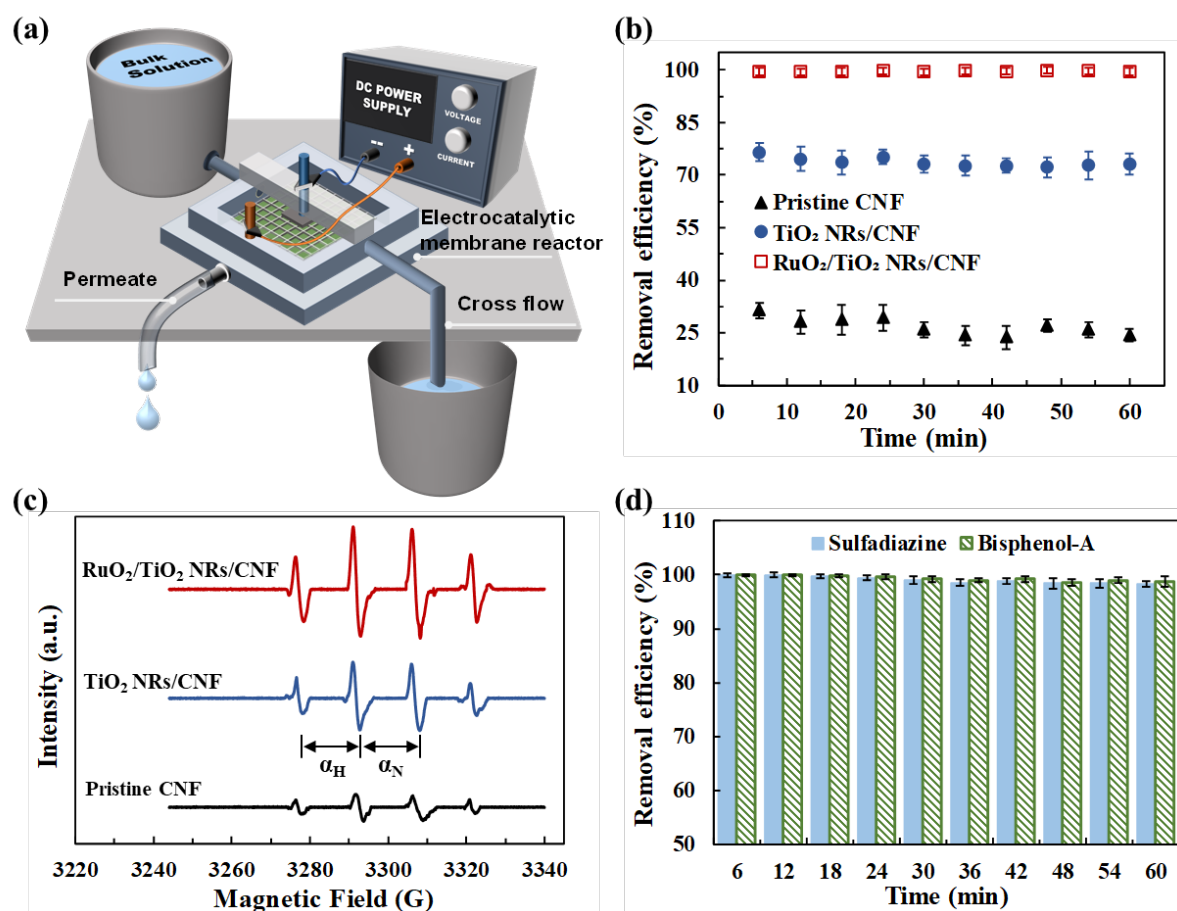 (a)
Bulk
Solution
DC POWER
SUPPLY
VOLTAGE
CURRENT
-- +
Electrocatalytic
membrane reactor
Permeate
Cross flow
(b)
Removal efficiency (%)
100
85
70
55
40
25
10
Pristine CNF
TiO₂ NRs/CNF
RuO₂/TiO₂ NRs/CNF
0 10 20 30 40 50 60
Time (min)
(c)
Intensity (a.u.)
RuO₂/TiO₂ NRs/CNF
TiO₂ NRs/CNF
α_H α_N
Pristine CNF
3220 3240 3260 3280 3300 3320 3340
Magnetic Field (G)
(d)
Removal efficiency (%)
110
100
90
80
70
60
50
Sulfadiazine Bisphenol-A
6 12 18 24 30 36 42 48 54 60
Time (min)